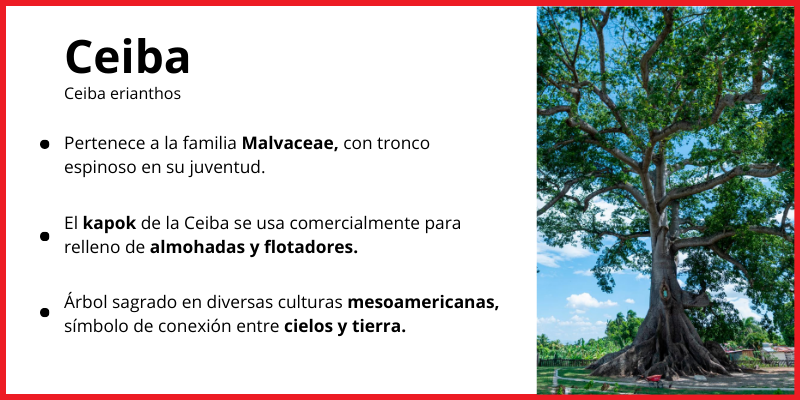 Ceiba
Ceiba erianthos
Pertenece a la familia Malvaceae, con tronco
espinoso en su juventud.
El kapok de la Ceiba se usa comercialmente para
relleno de almohadas y flotadores.
Árbol sagrado en diversas culturas mesoamericanas,
símbolo de conexión entre cielos y tierra.